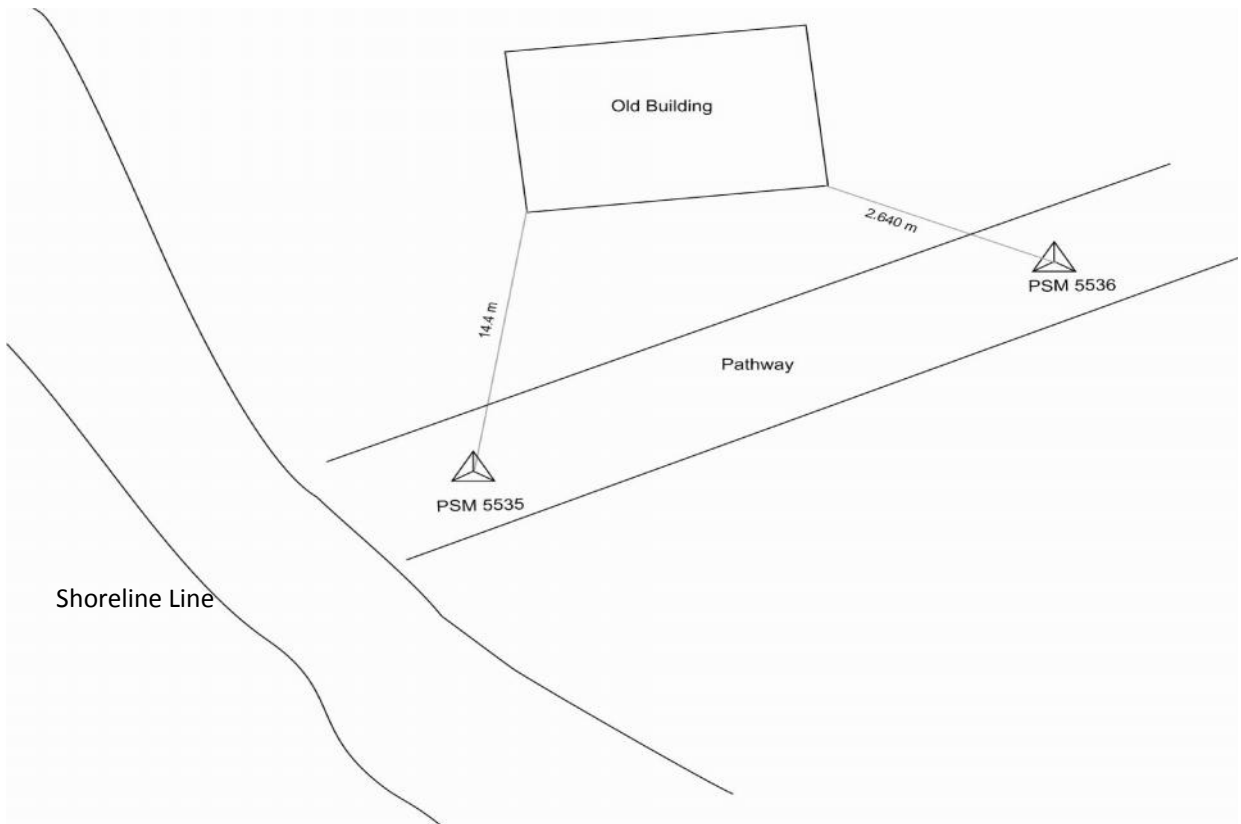 Old Building
2.640 m
PSM 5536
14.4 m
Pathway
PSM 5535
Shoreline Line